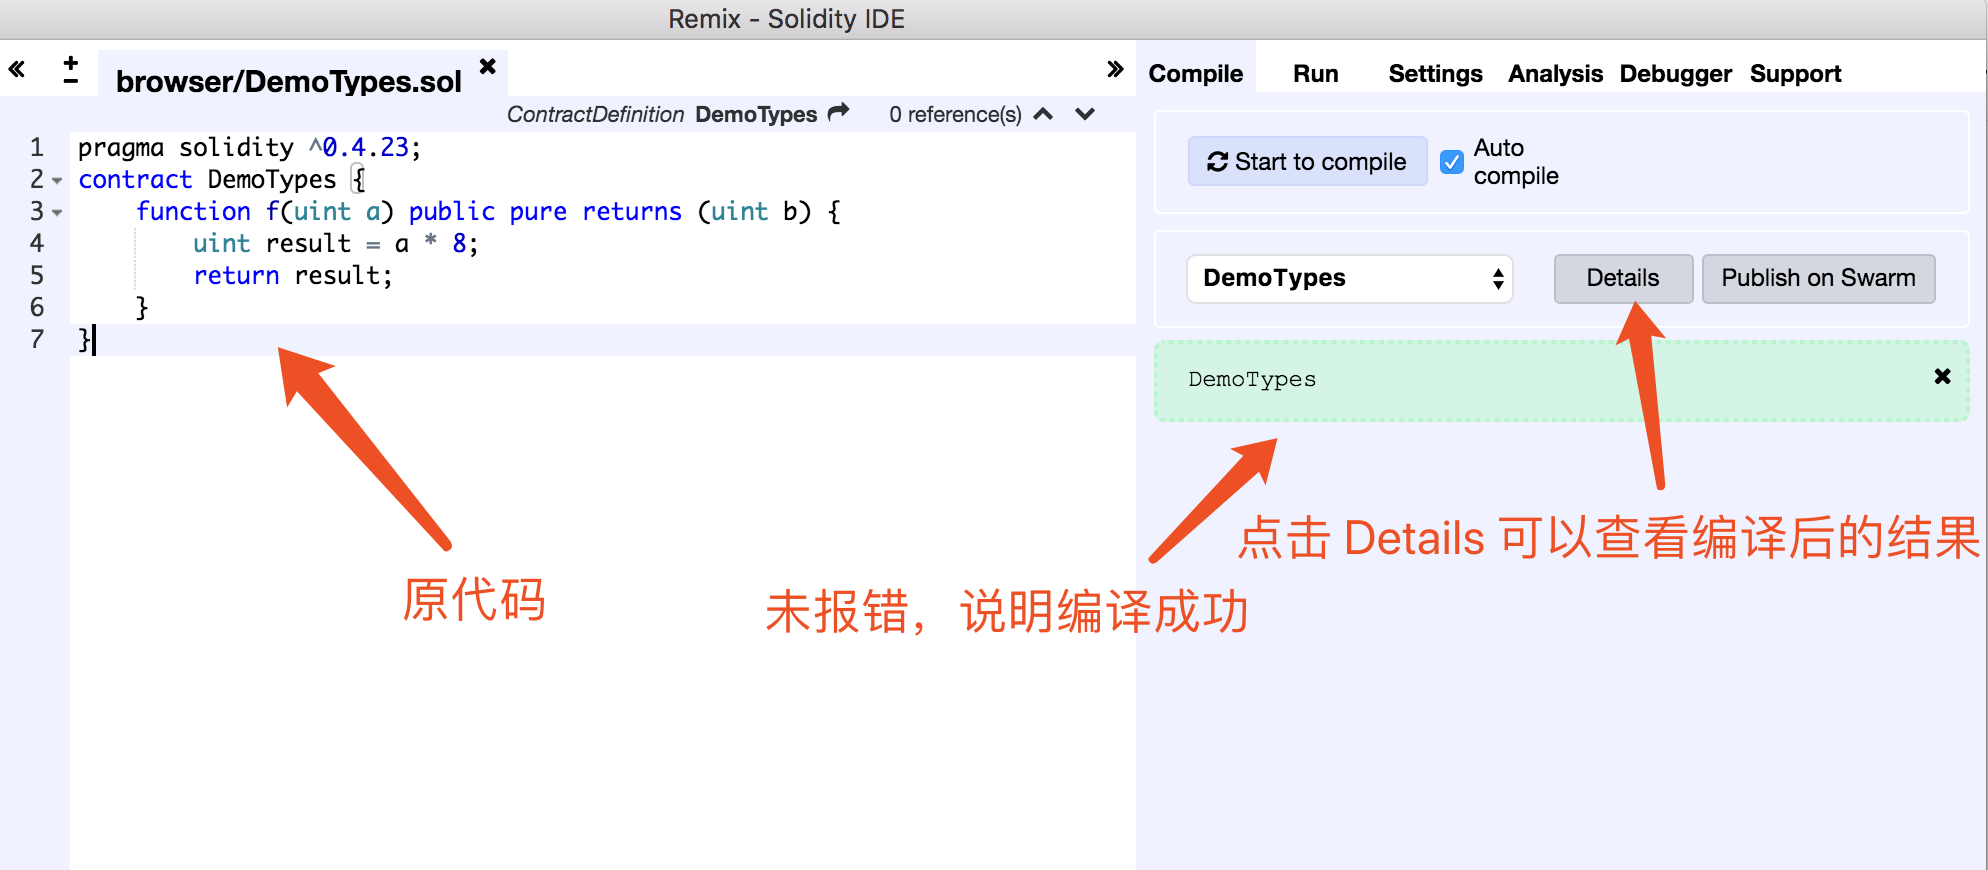 Remix - Solidity IDE
browser/DemoTypes.sol
Compile Run Settings Analysis Debugger Support
ContractDefinition DemoTypes 0 reference(s)
1 pragma solidity ^0.4.23;
2 contract DemoTypes {
3 function f(uint a) public pure returns (uint b) {
4 uint result = a * 8;
5 return result;
6 }
7 }
Start to compile
Auto compile
DemoTypes
Details
Publish on Swarm
DemoTypes
点击 Details 可以查看编译后的结果
原代码
未报错，说明编译成功